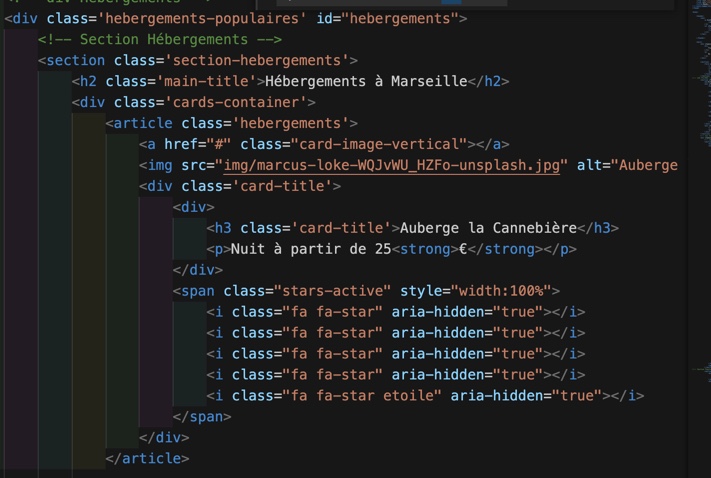 <div class='hebergements-populaires' id="hebergements">
<!-- Section Hébergements -->
<section class='section-hebergements'>
<h2 class='main-title'>Hébergements à Marseille</h2>
<div class='cards-container'>
<article class='hebergements'>
<a href="#" class="card-image-vertical"></a>
<img src="img/marcus-loke-WQJvWU_HZFo-unsplash.jpg" alt="Auberge
<div class='card-title'>
<div>
<h3 class='card-title'>Auberge la Cannebière</h3>
<p>Nuit à partir de 25<strong>€</strong></p>
</div>
<span class="stars-active" style="width:100%">
<i class="fa fa-star" aria-hidden="true"></i>
<i class="fa fa-star" aria-hidden="true"></i>
<i class="fa fa-star" aria-hidden="true"></i>
<i class="fa fa-star" aria-hidden="true"></i>
<i class="fa fa-star etoile" aria-hidden="true"></i>
</span>
</div>
</article>